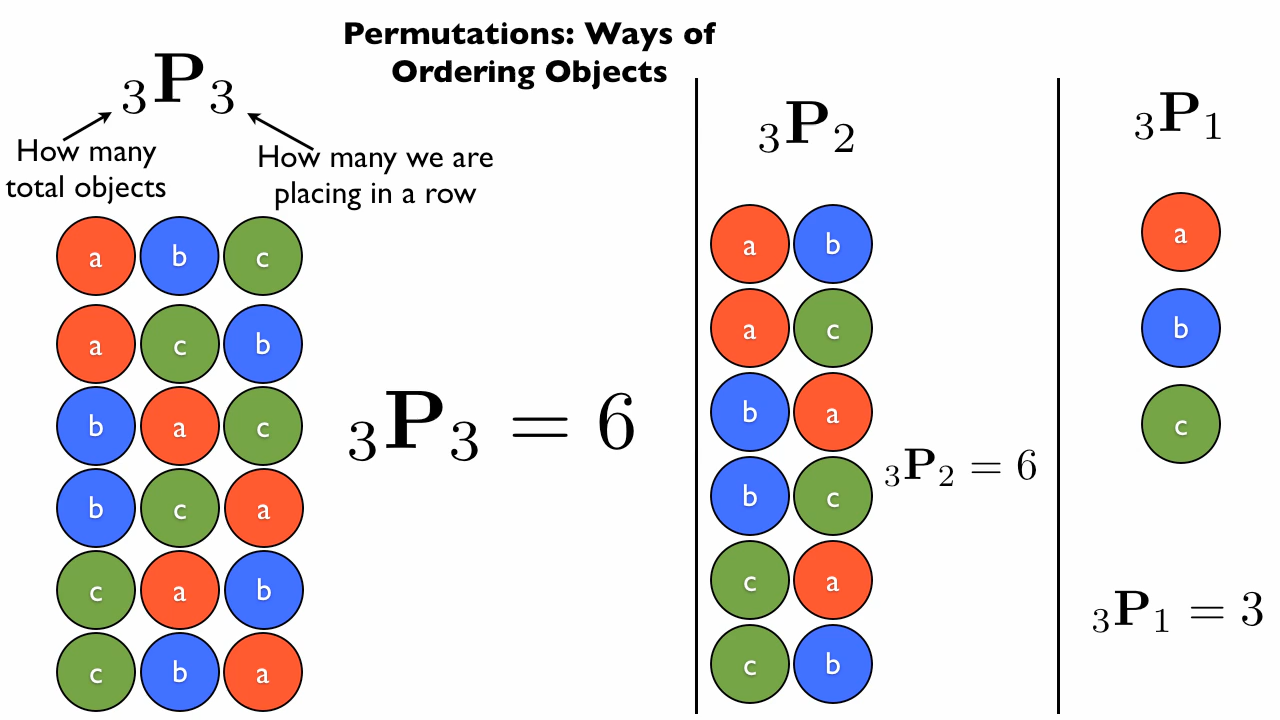 Permutations: Ways of
Ordering Objects
3P3
How many
total objects
How many we are
placing in a row
a b c
a c b
b a c
b c a
c a b
c b a
3P3 = 6
3P2
a b
a c
b a
b c
c a
c b
3P2 = 6
3P1
a
b
c
3P1 = 3